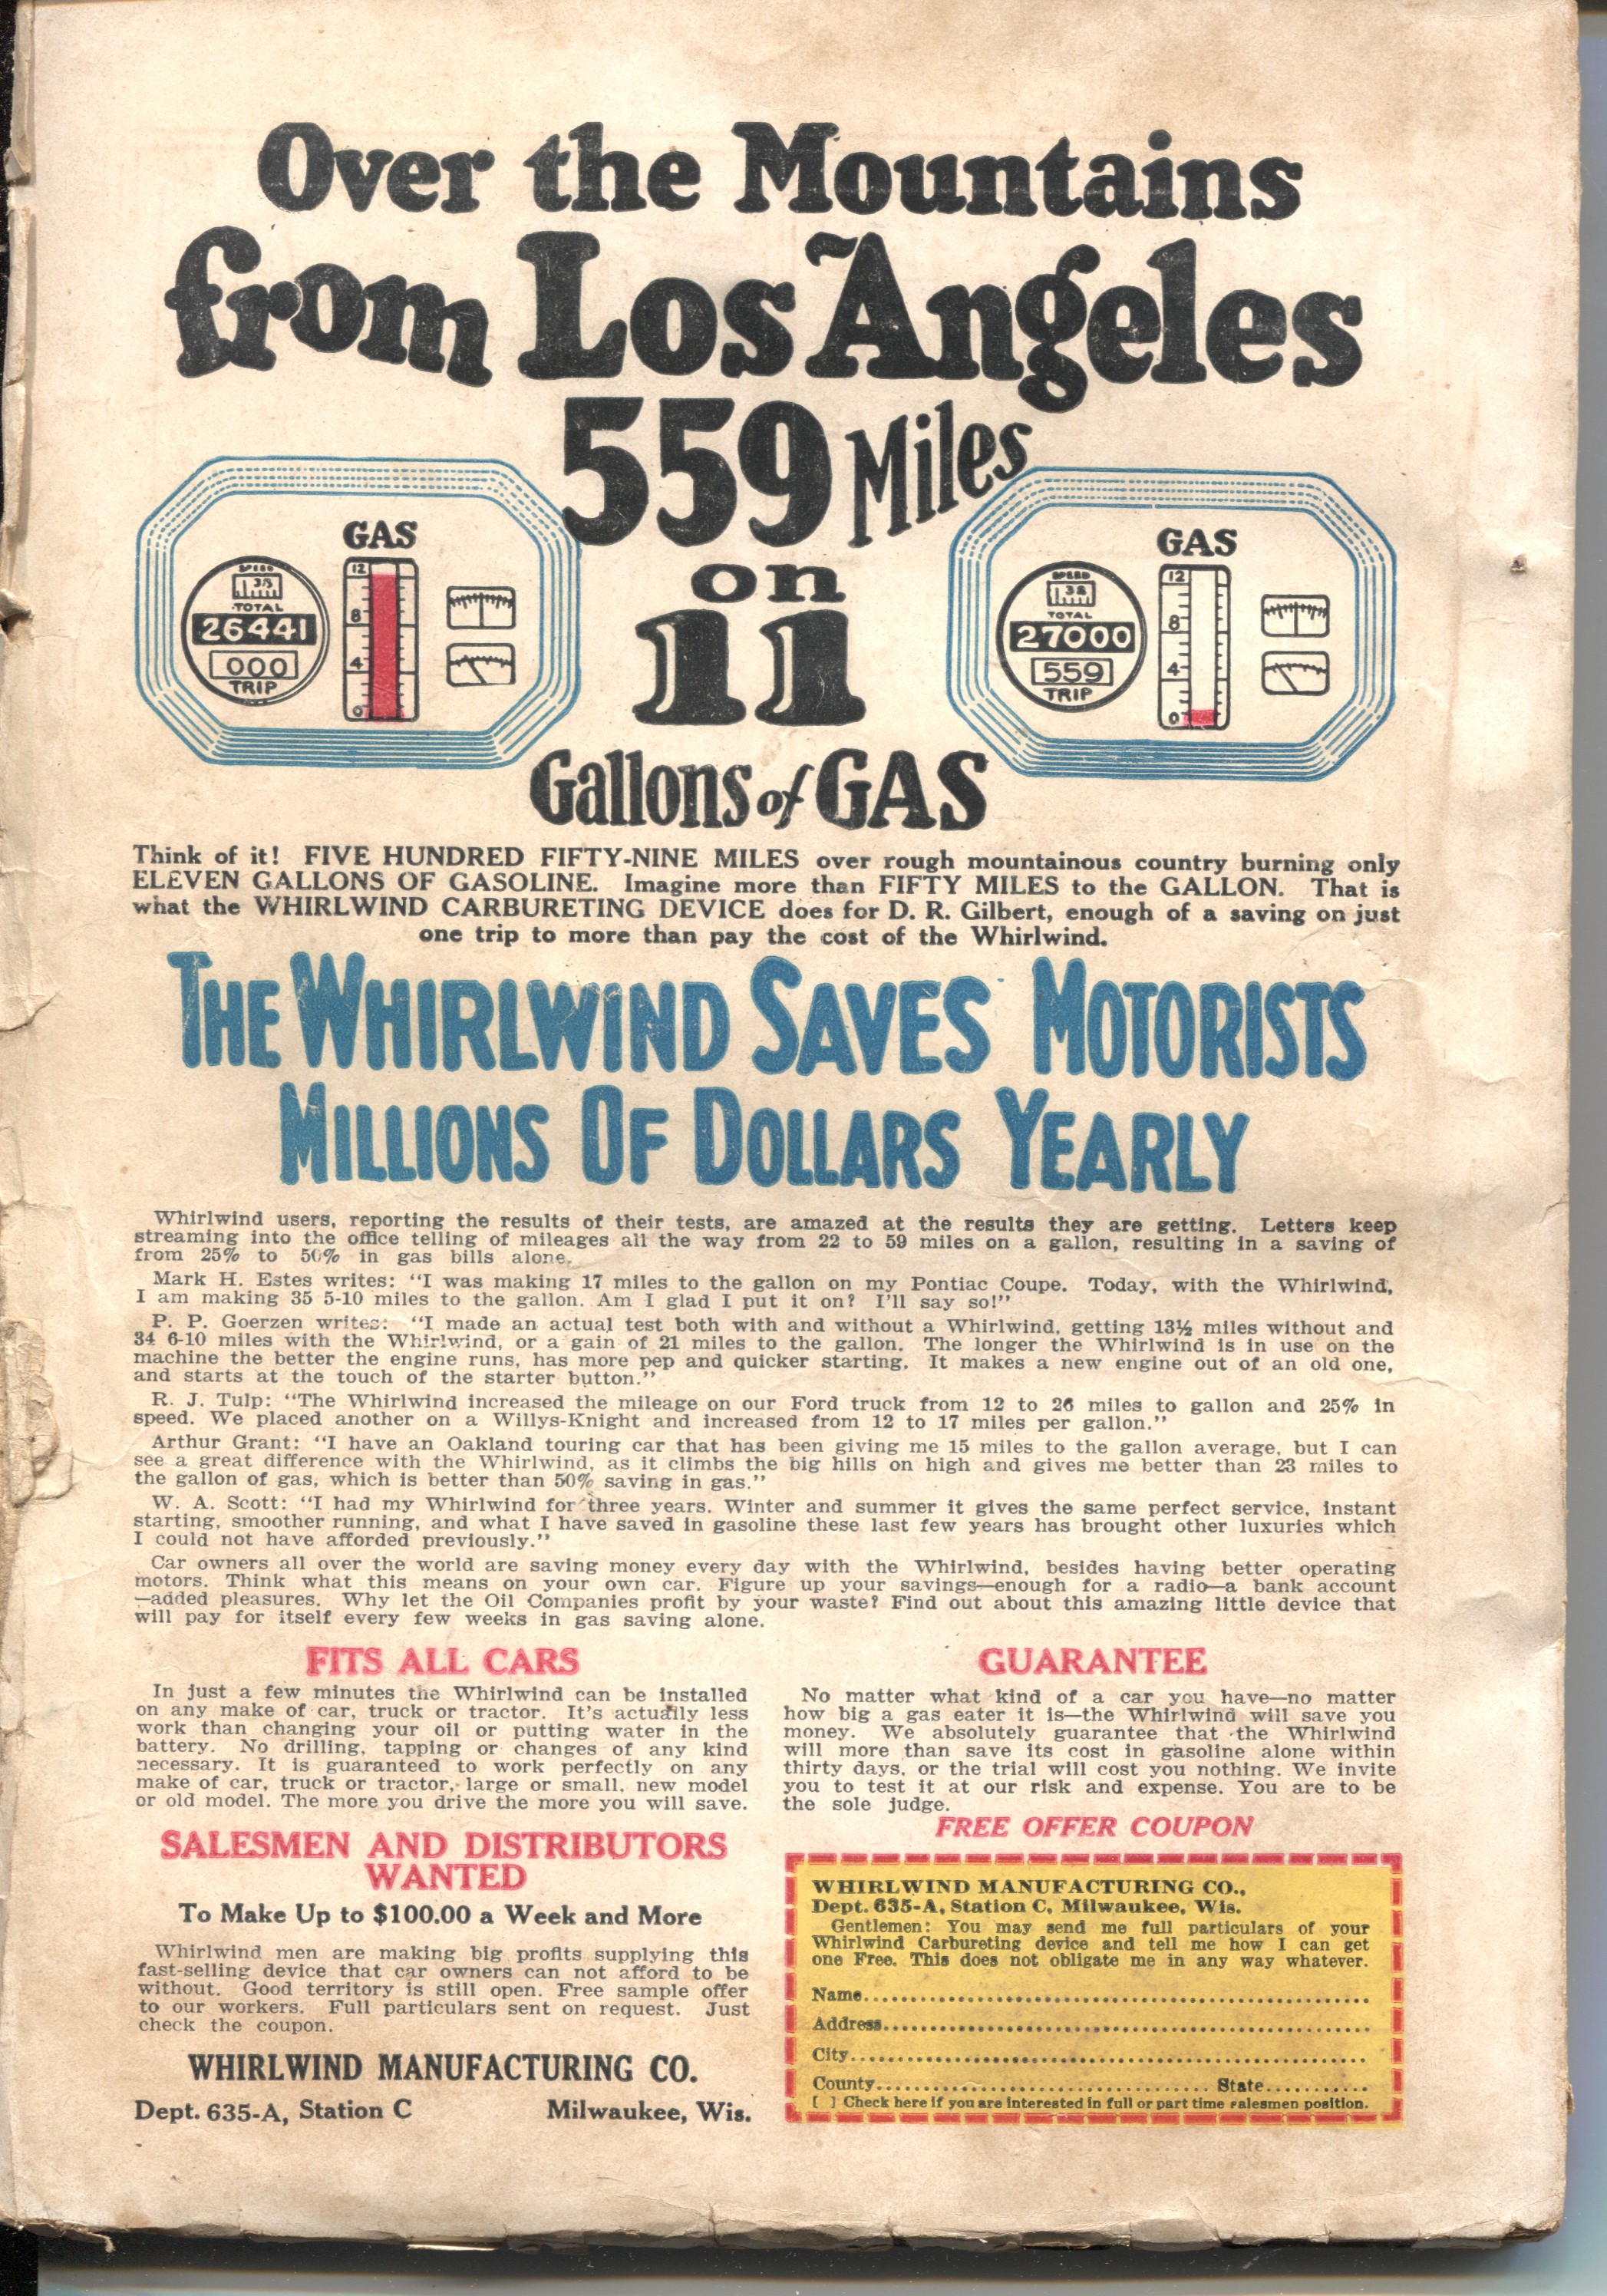 Over the Mountains
from Los Angeles
559 Miles
on
11
Gallons of GAS
GAS
SPEED
38
TOTAL
26441
000
TRIP
12
8
4
0
GAS
SPEED
38
TOTAL
27000
559
TRIP
12
8
4
0
Think of it! FIVE HUNDRED FIFTY-NINE MILES over rough mountainous country burning only
ELEVEN GALLONS OF GASOLINE. Imagine more than FIFTY MILES to the GALLON. That is
what the WHIRLWIND CARBURETING DEVICE does for D. R. Gilbert, enough of a saving on just
one trip to more than pay the cost of the Whirlwind.
THE WHIRLWIND SAVES MOTORISTS
MILLIONS OF DOLLARS YEARLY
Whirlwind users, reporting the results of their tests, are amazed at the results they are getting. Letters keep
streaming into the office telling of mileages all the way from 22 to 59 miles on a gallon, resulting in a saving of
from 25% to 50% in gas bills alone.
Mark H. Estes writes: "I was making 17 miles to the gallon on my Pontiac Coupe. Today, with the Whirlwind,
I am making 35 5-10 miles to the gallon. Am I glad I put it on? I'll say so!"
P. P. Goerzen writes: "I made an actual test both with and without a Whirlwind, getting 13½ miles without and
34 6-10 miles with the Whirlwind, or a gain of 21 miles to the gallon. The longer the Whirlwind is in use on the
machine the better the engine runs, has more pep and quicker starting. It makes a new engine out of an old one,
and starts at the touch of the starter button."
R. J. Tulp: "The Whirlwind increased the mileage on our Ford truck from 12 to 26 miles to gallon and 25% in
speed. We placed another on a Willys-Knight and increased from 12 to 17 miles per gallon."
Arthur Grant: "I have an Oakland touring car that has been giving me 15 miles to the gallon average, but I can
see a great difference with the Whirlwind, as it climbs the big hills on high and gives me better than 23 miles to
the gallon of gas, which is better than 50% saving in gas."
W. A. Scott: "I had my Whirlwind for three years. Winter and summer it gives the same perfect service, instant
starting, smoother running, and what I have saved in gasoline these last few years has brought other luxuries which
I could not have afforded previously."
Car owners all over the world are saving money every day with the Whirlwind, besides having better operating
motors. Think what this means on your own car. Figure up your savings—enough for a radio—a bank account
—added pleasures. Why let the Oil Companies profit by your waste? Find out about this amazing little device that
will pay for itself every few weeks in gas saving alone.
FITS ALL CARS
In just a few minutes the Whirlwind can be installed
on any make of car, truck or tractor. It's actually less
work than changing your oil or putting water in the
battery. No drilling, tapping or changes of any kind
necessary. It is guaranteed to work perfectly on any
make of car, truck or tractor, large or small, new model
or old model. The more you drive the more you will save.
SALESMEN AND DISTRIBUTORS
WANTED
To Make Up to $100.00 a Week and More
Whirlwind men are making big profits supplying this
fast-selling device that car owners can not afford to be
without. Good territory is still open. Free sample offer
to our workers. Full particulars sent on request. Just
check the coupon.
WHIRLWIND MANUFACTURING CO.
Dept. 635-A, Station C Milwaukee, Wis.
GUARANTEE
No matter what kind of a car you have—no matter
how big a gas eater it is—the Whirlwind will save you
money. We absolutely guarantee that the Whirlwind
will more than save its cost in gasoline alone within
thirty days, or the trial will cost you nothing. We invite
you to test it at our risk and expense. You are to be
the sole judge.
FREE OFFER COUPON
WHIRLWIND MANUFACTURING CO.,
Dept. 635-A, Station C, Milwaukee, Wis.
Gentlemen: You may send me full particulars of your
Whirlwind Carbureting device and tell me how I can get
one Free. This does not obligate me in any way whatever.
Name
Address
City
County State
[ ] Check here if you are interested in full or part time salesmen position.